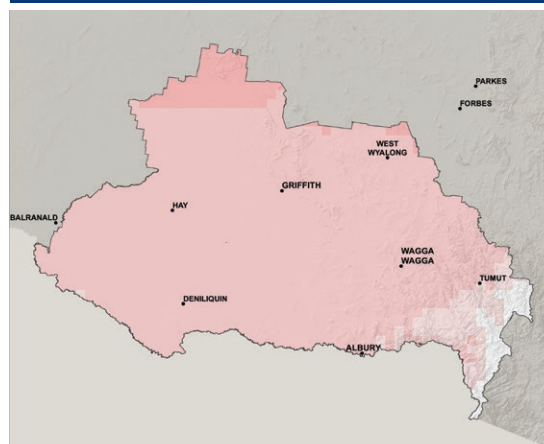 PARKES
FORBES
WEST
WYALONG
GRIFFITH
HAY
BALRANALD
WAGGA
WAGGA
TUMUT
DENILIQUIN
ALBURY